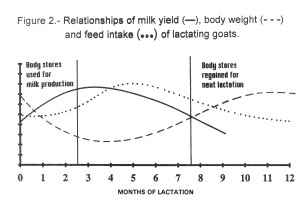 Figure 2.- Relationships of milk yield (—), body weight (- - -)
and feed intake (•••) of lactating goats.
Body stores
used for
milk production
Body stores
regained for
next lactation
0 1 2 3 4 5 6 7 8 9 10 11 12
MONTHS OF LACTATION